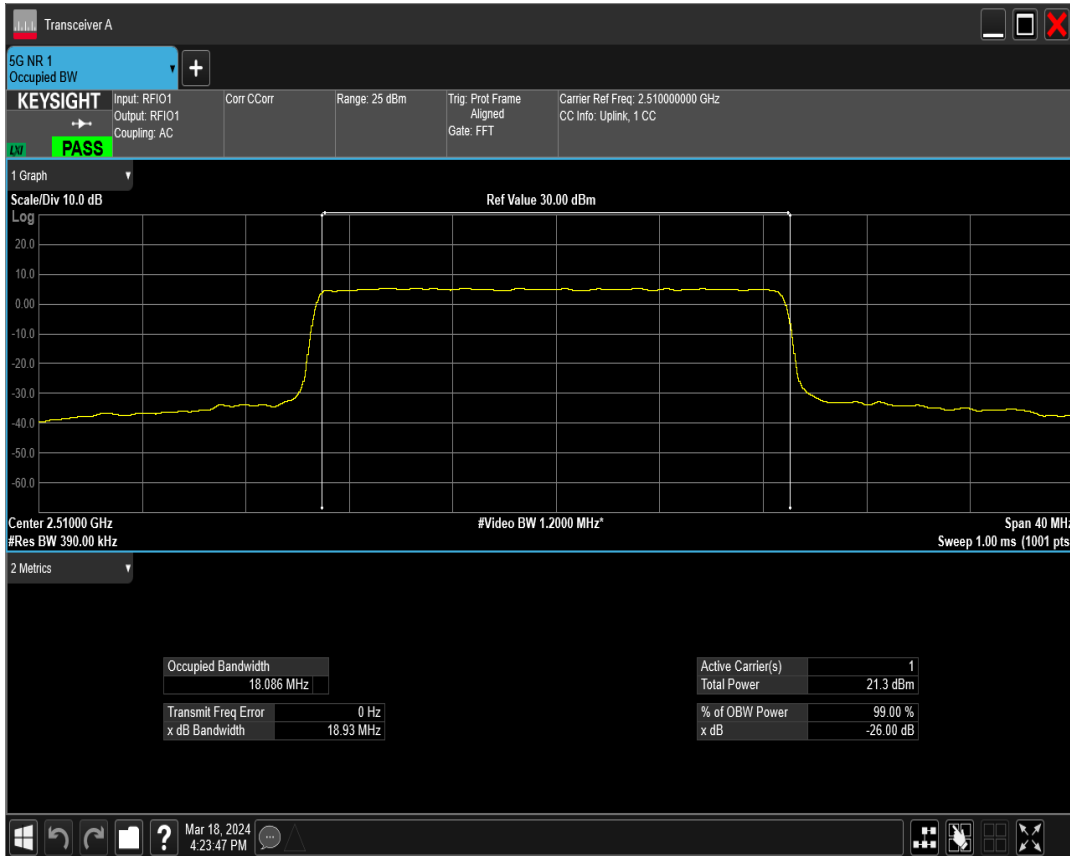 Transceiver A
5G NR 1
Occupied BW
+
KEYSIGHT
LXI
PASS
Input: RFIO1
Output: RFIO1
Coupling: AC
Corr CCorr
Range: 25 dBm
Trig: Prot Frame
Aligned
Gate: FFT
Carrier Ref Freq: 2.510000000 GHz
CC Info: Uplink, 1 CC
1 Graph
Scale/Div 10.0 dB
Ref Value 30.00 dBm
Log
20.0
10.0
0.00
-10.0
-20.0
-30.0
-40.0
-50.0
-60.0
Center 2.51000 GHz
#Video BW 1.2000 MHz*
Span 40 MHz
#Res BW 390.00 kHz
Sweep 1.00 ms (1001 pts
2 Metrics
Occupied Bandwidth
18.086 MHz
Transmit Freq Error 0 Hz
x dB Bandwidth 18.93 MHz
Active Carrier(s) 1
Total Power 21.3 dBm
% of OBW Power 99.00 %
x dB -26.00 dB
?
Mar 18, 2024
4:23:47 PM